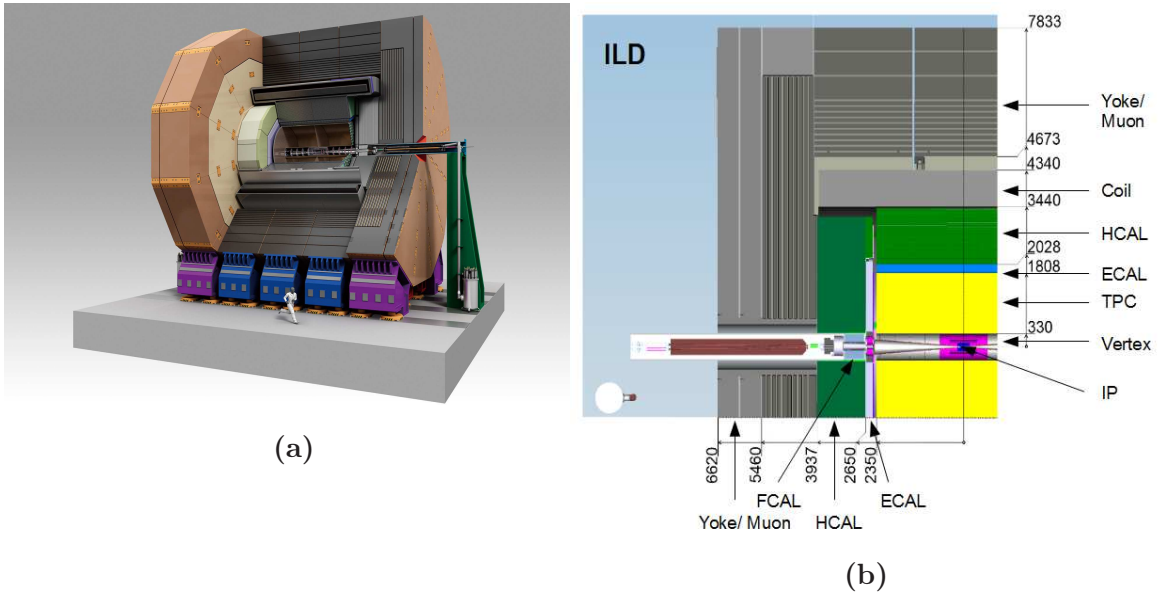 ILD
7833
Yoke/
Muon
4673
4340
Coil
3440
HCAL
2028
ECAL
1808
TPC
330
Vertex
IP
6620
5460
3937
2650
2350
FCAL
ECAL
Yoke/ Muon
HCAL
(a)
(b)